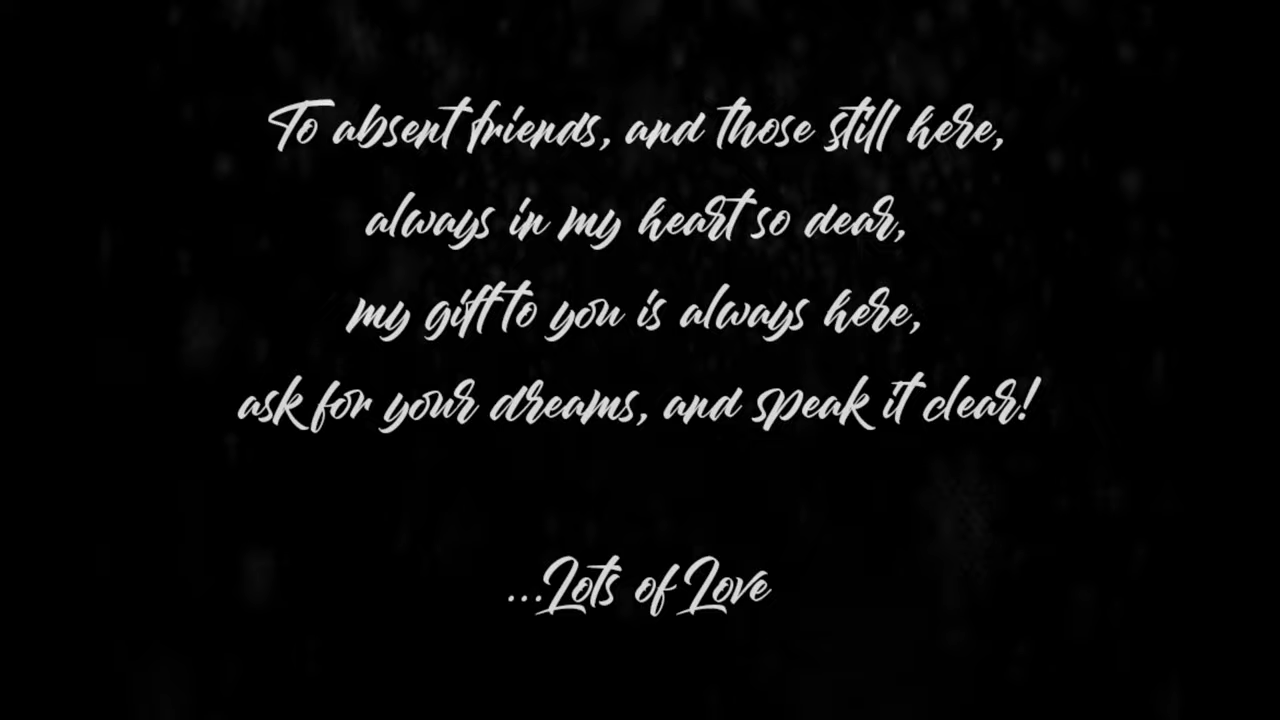 To absent friends, and those still here,
always in my heart so dear,
my gift to you is always here,
ask for your dreams, and speak it clear!
...Lots of Love